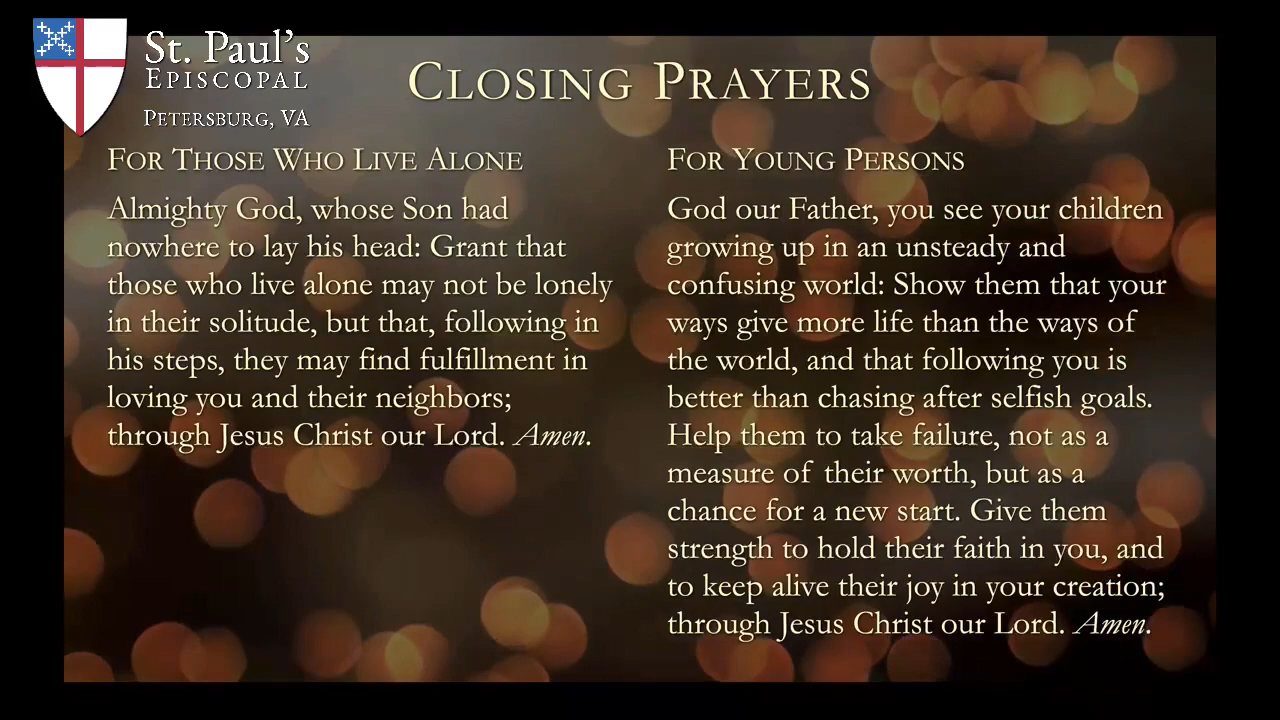 St. Paul's
Episcopal
Petersburg, VA
Closing Prayers
For Those Who Live Alone
Almighty God, whose Son had
nowhere to lay his head: Grant that
those who live alone may not be lonely
in their solitude, but that, following in
his steps, they may find fulfillment in
loving you and their neighbors;
through Jesus Christ our Lord. Amen.
For Young Persons
God our Father, you see your children
growing up in an unsteady and
confusing world: Show them that your
ways give more life than the ways of
the world, and that following you is
better than chasing after selfish goals.
Help them to take failure, not as a
measure of their worth, but as a
chance for a new start. Give them
strength to hold their faith in you, and
to keep alive their joy in your creation;
through Jesus Christ our Lord. Amen.